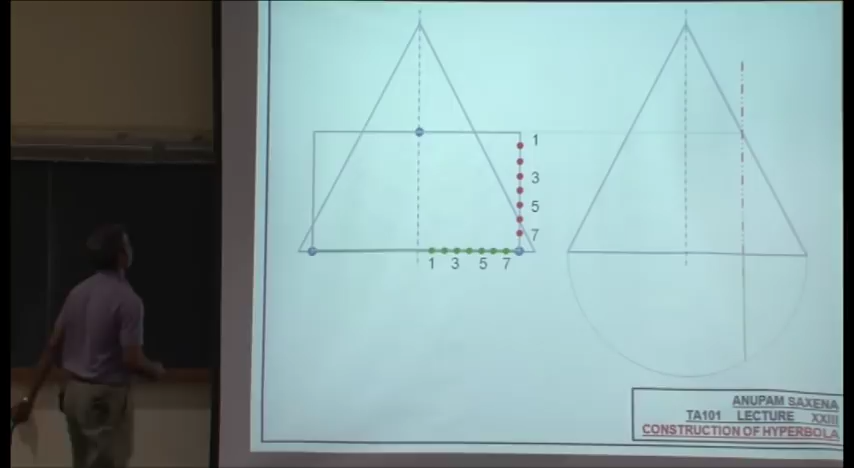 1
3
5
7
1 3 5 7
ANUPAM SAXENA
TA101 LECTURE XXIII
CONSTRUCTION OF HYPERBOLA